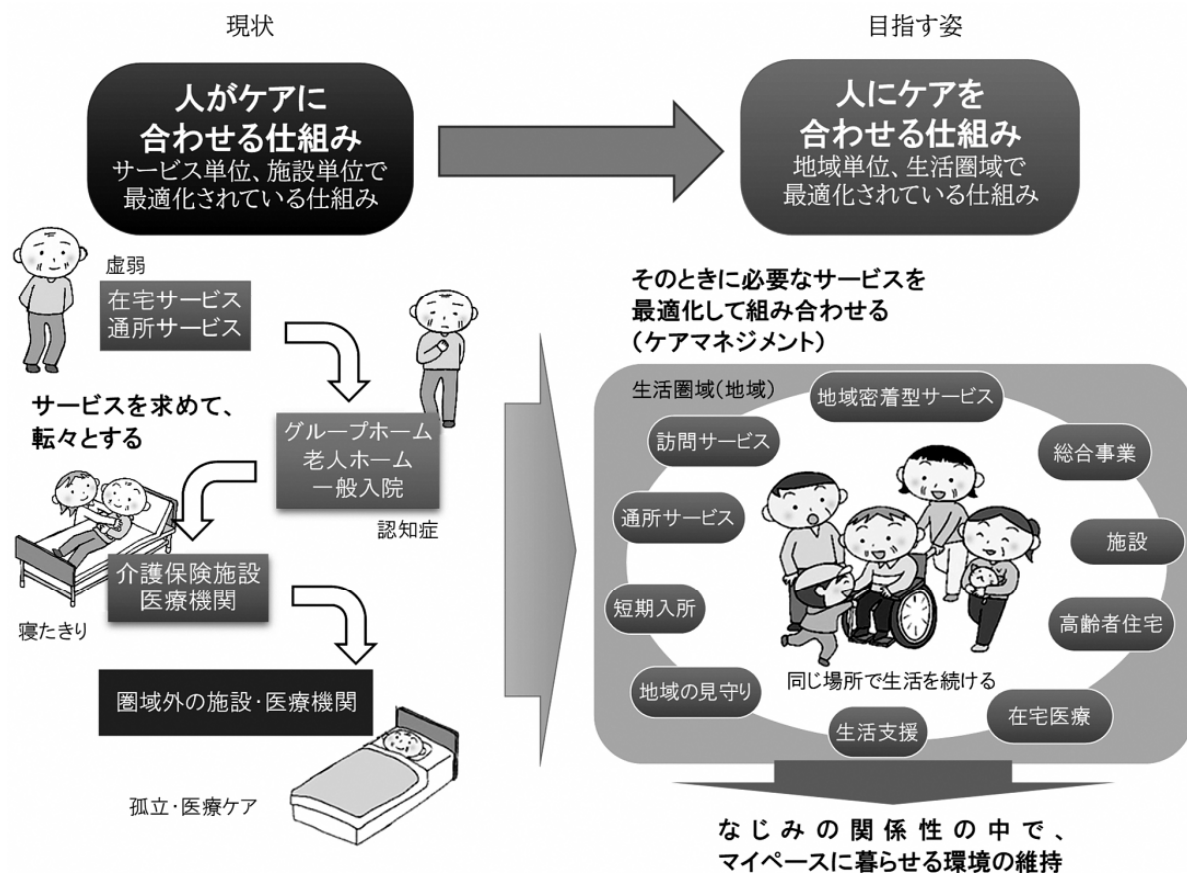 現状
人がケアに
合わせる仕組み
サービス単位、施設単位で
最適化されている仕組み
虚弱
在宅サービス
通所サービス
サービスを求めて、
転々とする
グループホーム
老人ホーム
一般入院
認知症
介護保険施設
医療機関
寝たきり
圏域外の施設・医療機関
孤立・医療ケア
目指す姿
人にケアを
合わせる仕組み
地域単位、生活圏域で
最適化されている仕組み
そのときに必要なサービスを
最適化して組み合わせる
(ケアマネジメント)
生活圏域(地域)
地域密着型サービス
訪問サービス
総合事業
通所サービス
施設
短期入所
高齢者住宅
地域の見守り
同じ場所で生活を続ける
在宅医療
生活支援
なじみの関係性の中で、
マイペースに暮らせる環境の維持